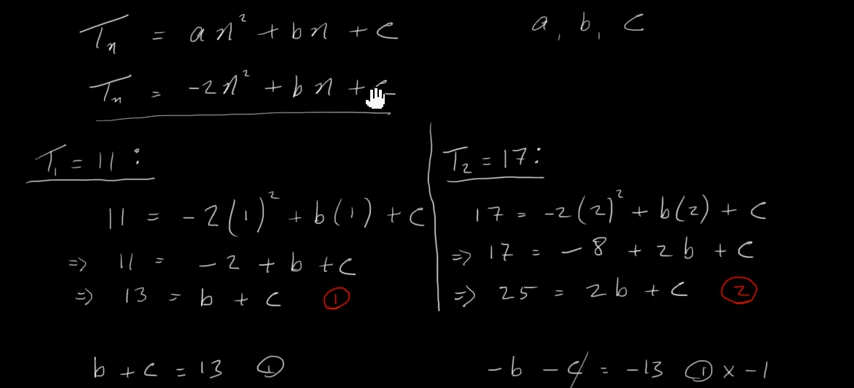 Tₙ = an² + bn + c
a, b, c
Tₙ = -2n² + bn + c
T₁ = 11 :
11 = -2(1)² + b(1) + c
⇒ 11 = -2 + b + c
⇒ 13 = b + c ①
T₂ = 17 :
17 = -2(2)² + b(2) + c
⇒ 17 = -8 + 2b + c
⇒ 25 = 2b + c ②
b + c = 13 ①
-b - c = -13 ① x -1